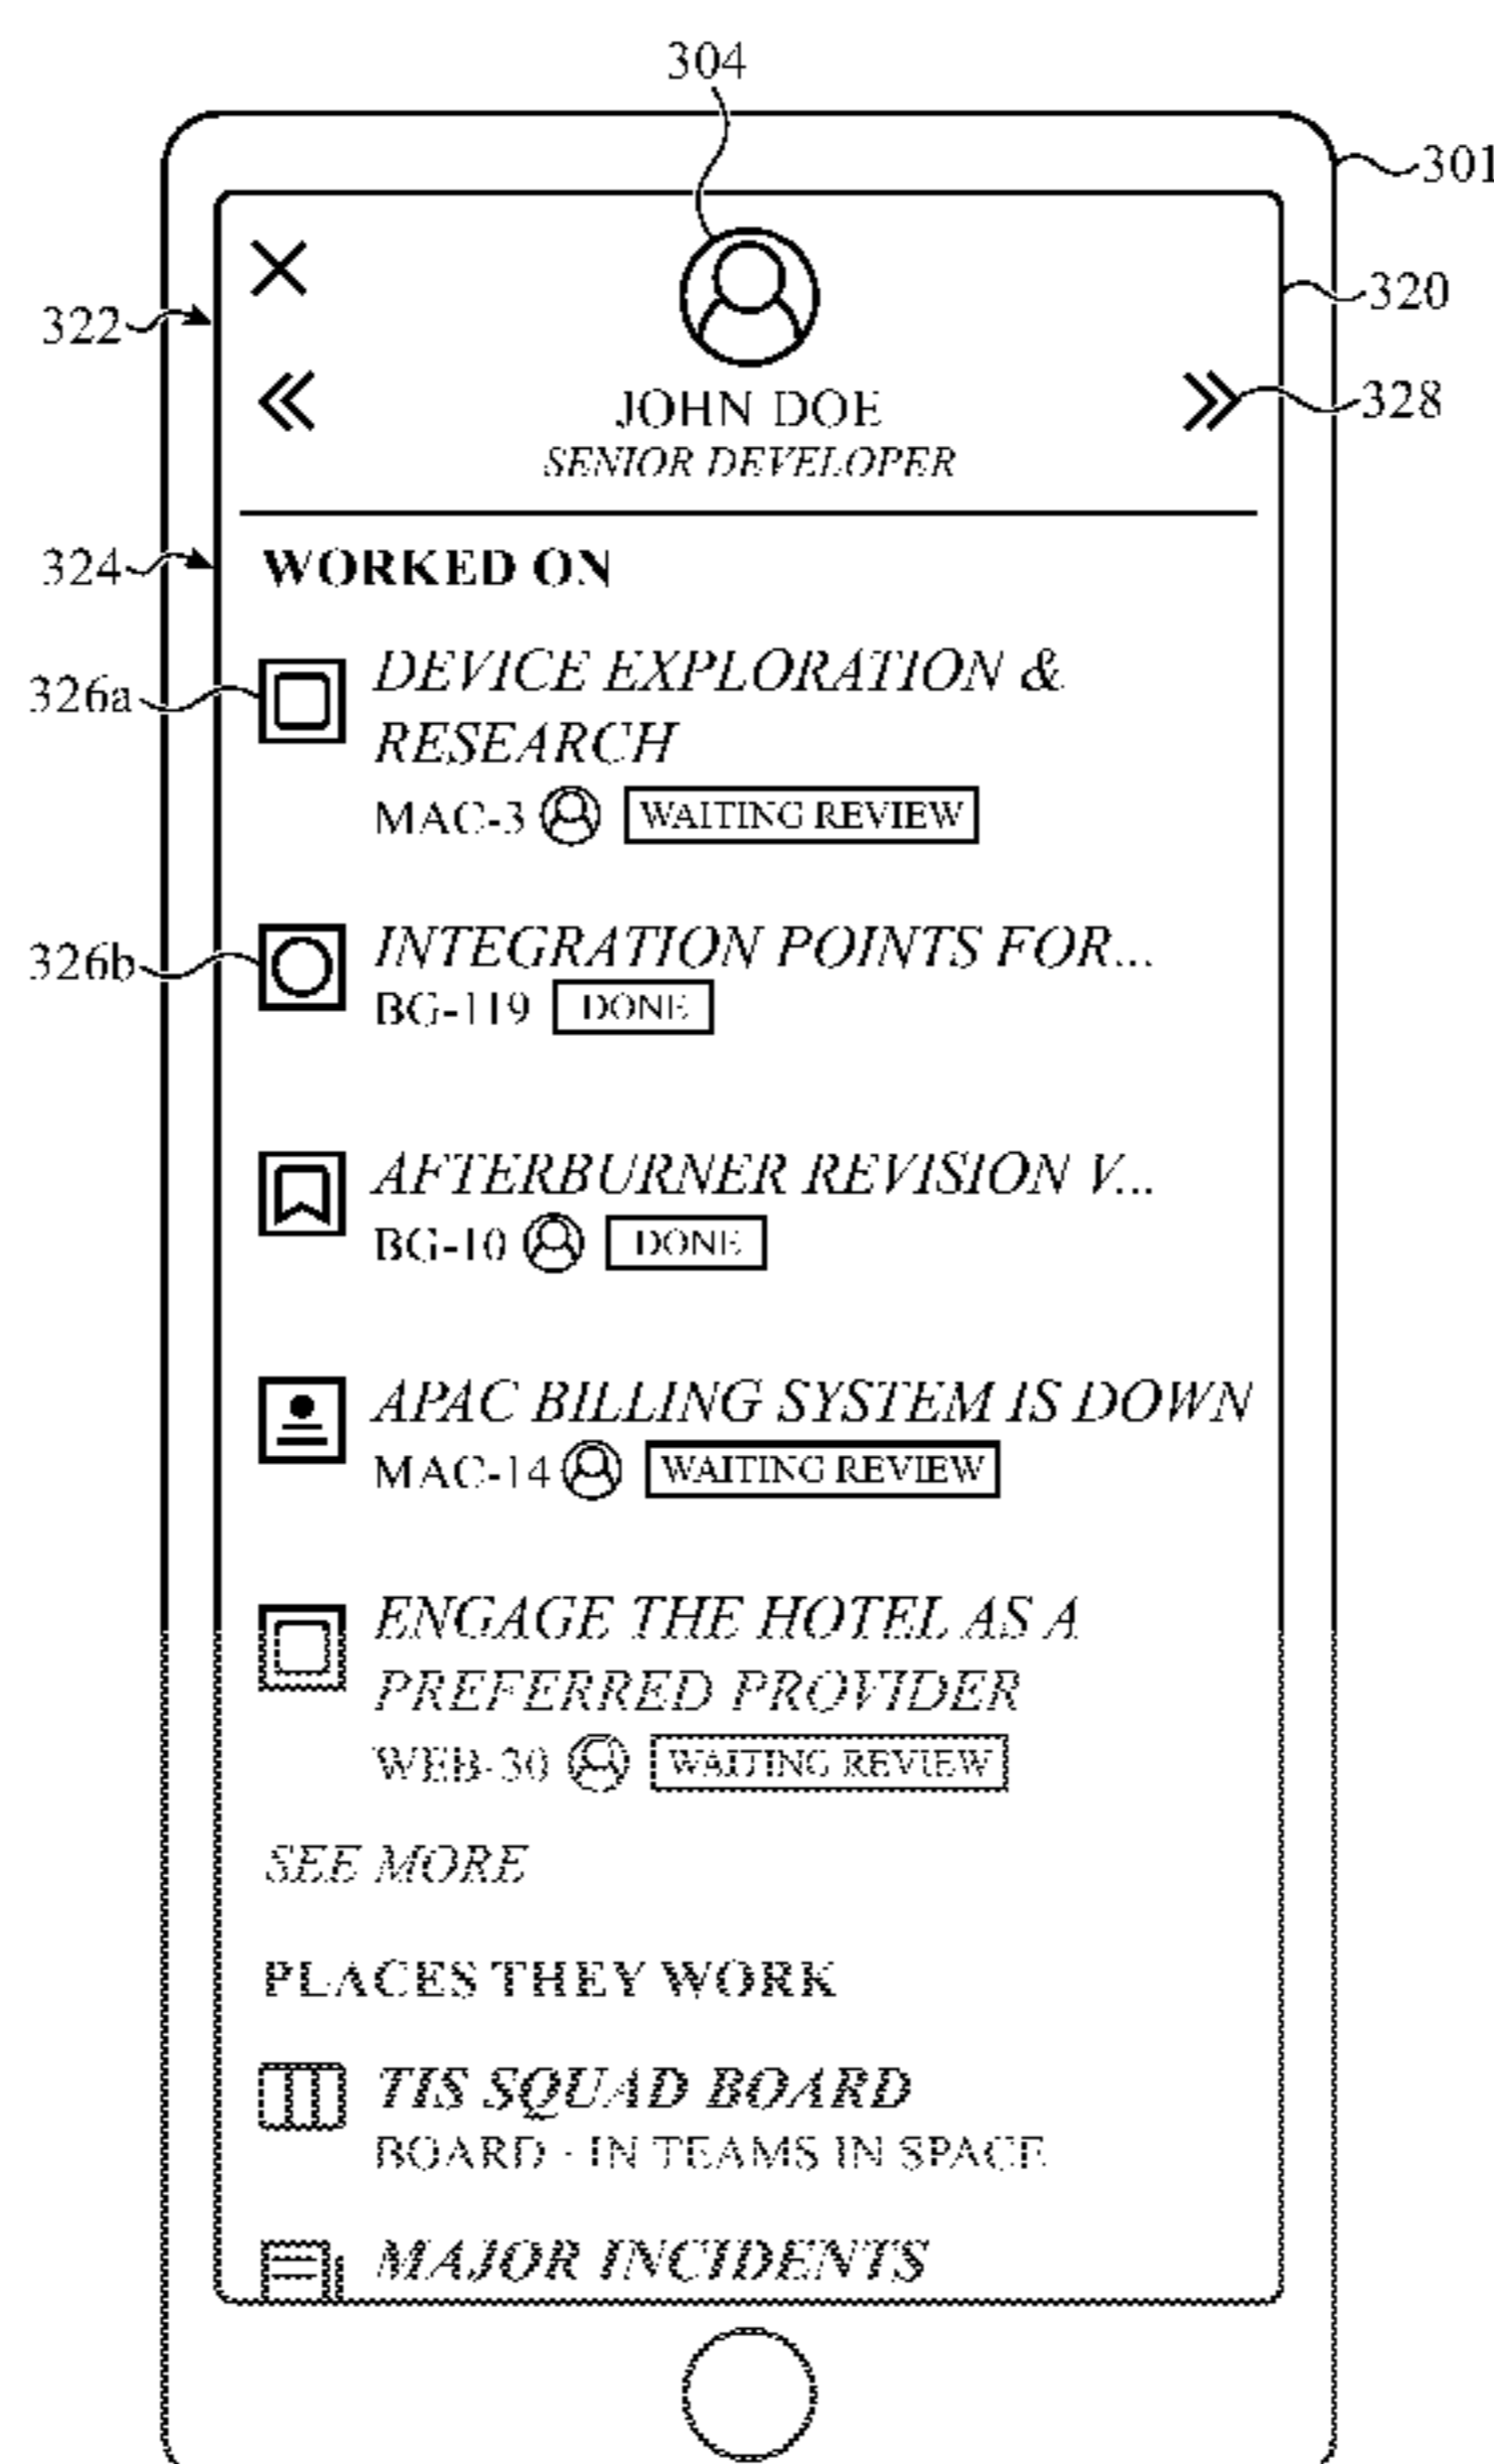 304
301
320
322
JOHN DOE
328
SENIOR DEVELOPER
324
WORKED ON
326a
DEVICE EXPLORATION &
RESEARCH
MAC-3 WAITING REVIEW
326b
INTEGRATION POINTS FOR...
BG-119 DONE
AFTERBURNER REVISION V...
BG-10 DONE
APAC BILLING SYSTEM IS DOWN
MAC-14 WAITING REVIEW
ENGAGE THE HOTEL AS A
PREFERRED PROVIDER
WEB-30 WAITING REVIEW
SEE MORE
PLACES THEY WORK
TIS SQUAD BOARD
BOARD · IN TEAMS IN SPACE
MAJOR INCIDENTS